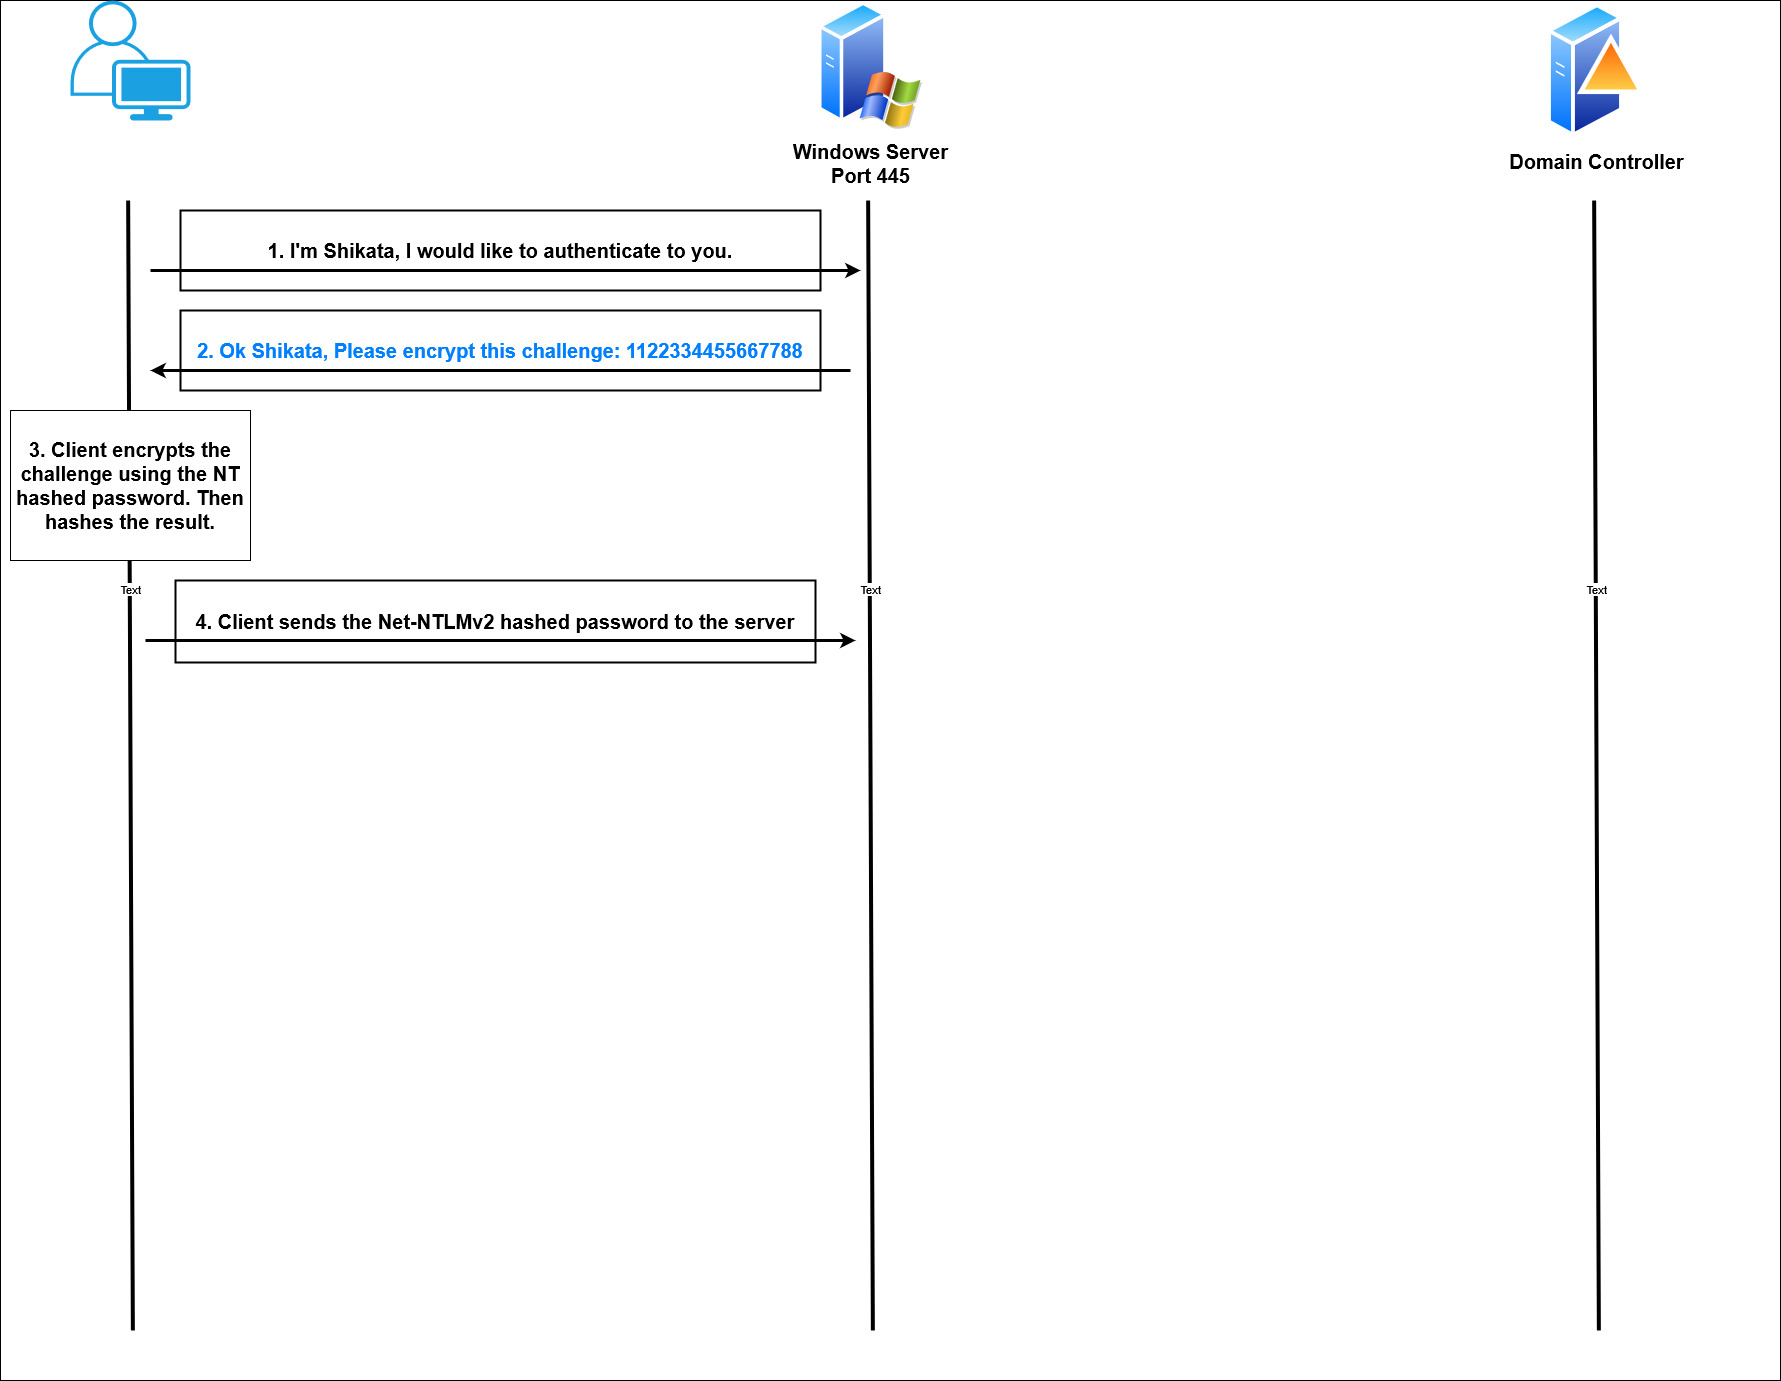 Windows Server
Port 445
Domain Controller
1. I'm Shikata, I would like to authenticate to you.
2. Ok Shikata, Please encrypt this challenge: 1122334455667788
3. Client encrypts the
challenge using the NT
hashed password. Then
hashes the result.
Text
Text
Text
4. Client sends the Net-NTLMv2 hashed password to the server